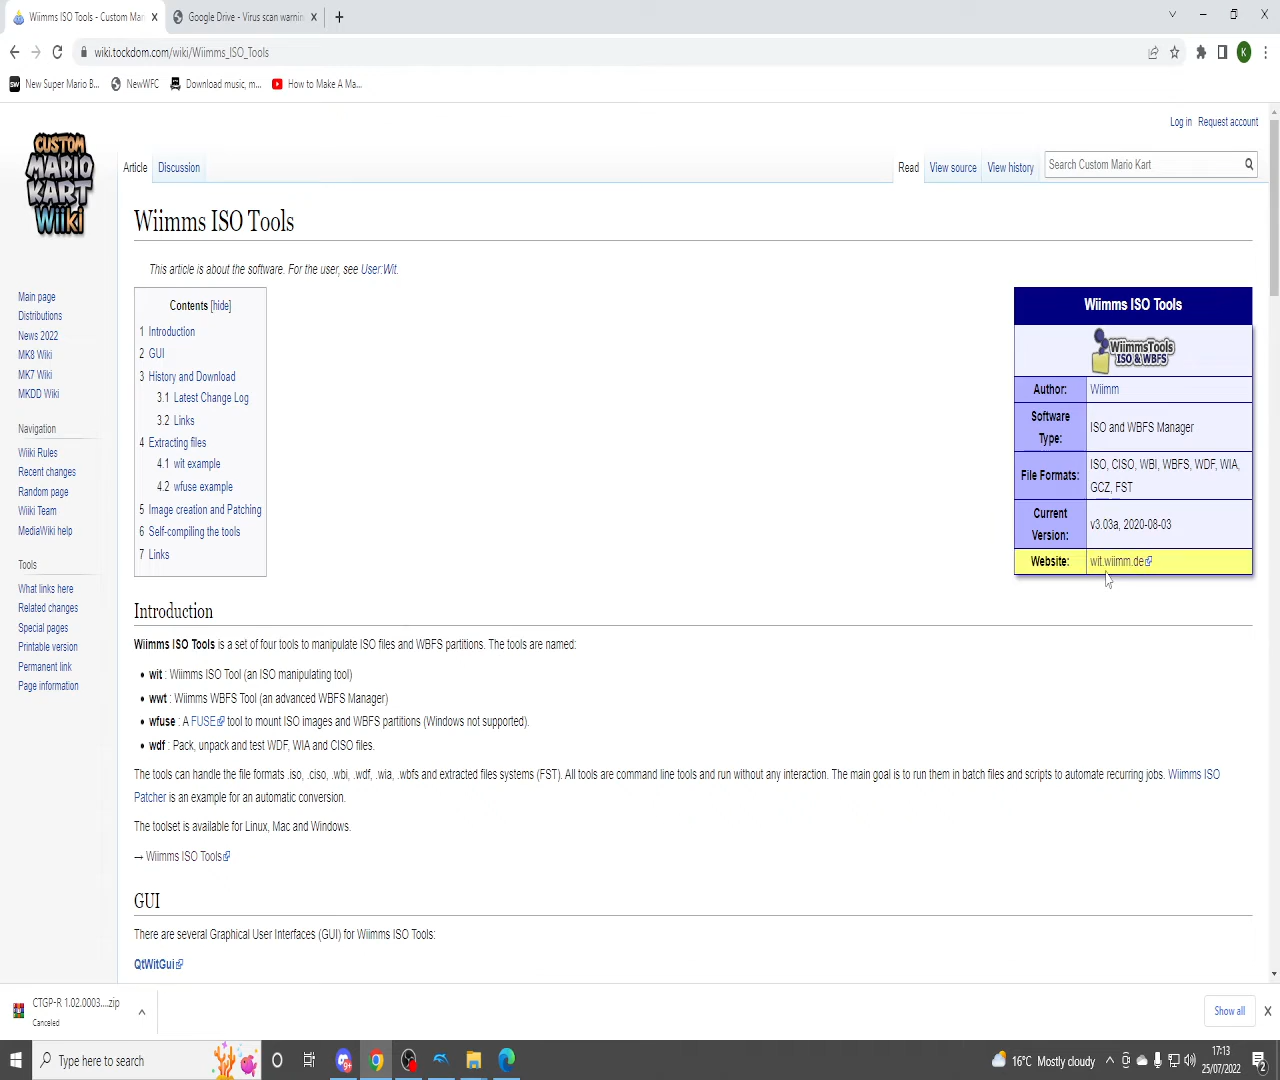 Wiimms ISO Tools - Custom Mar
Google Drive - Virus scan warnin
wiki.tockdom.com/wiki/Wiimms_ISO_Tools
K
New Super Mario B...
NewWFC
Download music, m...
How to Make A Ma...
Log in
Request account
CUSTOM
MARIO
KART
Wiiki
Article
Discussion
Read
View source
View history
Search Custom Mario Kart
Wiimms ISO Tools
This article is about the software. For the user, see User:Wit.
Main page
Distributions
News 2022
MK8 Wiki
MK7 Wiki
MKDD Wiki
Navigation
Wiiki Rules
Recent changes
Random page
Wiiki Team
MediaWiki help
Tools
What links here
Related changes
Special pages
Printable version
Permanent link
Page information
Contents [hide]
1 Introduction
2 GUI
3 History and Download
3.1 Latest Change Log
3.2 Links
4 Extracting files
4.1 wit example
4.2 wfuse example
5 Image creation and Patching
6 Self-compiling the tools
7 Links
Wiimms ISO Tools
WiimmsTools
ISO & WBFS
Author: Wiimm
Software
Type:
ISO and WBFS Manager
File Formats:
ISO, CISO, WBI, WBFS, WDF, WIA,
GCZ, FST
Current
Version:
v3.03a, 2020-08-03
Website: wit.wiimm.de
Introduction
Wiimms ISO Tools is a set of four tools to manipulate ISO files and WBFS partitions. The tools are named:
• wit : Wiimms ISO Tool (an ISO manipulating tool)
• wwt : Wiimms WBFS Tool (an advanced WBFS Manager)
• wfuse : A FUSE tool to mount ISO images and WBFS partitions (Windows not supported).
• wdf : Pack, unpack and test WDF, WIA and CISO files.
The tools can handle the file formats .iso, .ciso, .wbi, .wdf, .wia, .wbfs and extracted files systems (FST). All tools are command line tools and run without any interaction. The main goal is to run them in batch files and scripts to automate recurring jobs. Wiimms ISO
Patcher is an example for an automatic conversion.
The toolset is available for Linux, Mac and Windows.
→ Wiimms ISO Tools
GUI
There are several Graphical User Interfaces (GUI) for Wiimms ISO Tools:
QtWitGui
CTGP-R 1.02.0003....zip
Canceled
Show all
Type here to search
9+
16°C Mostly cloudy
17:13
25/07/2022
2